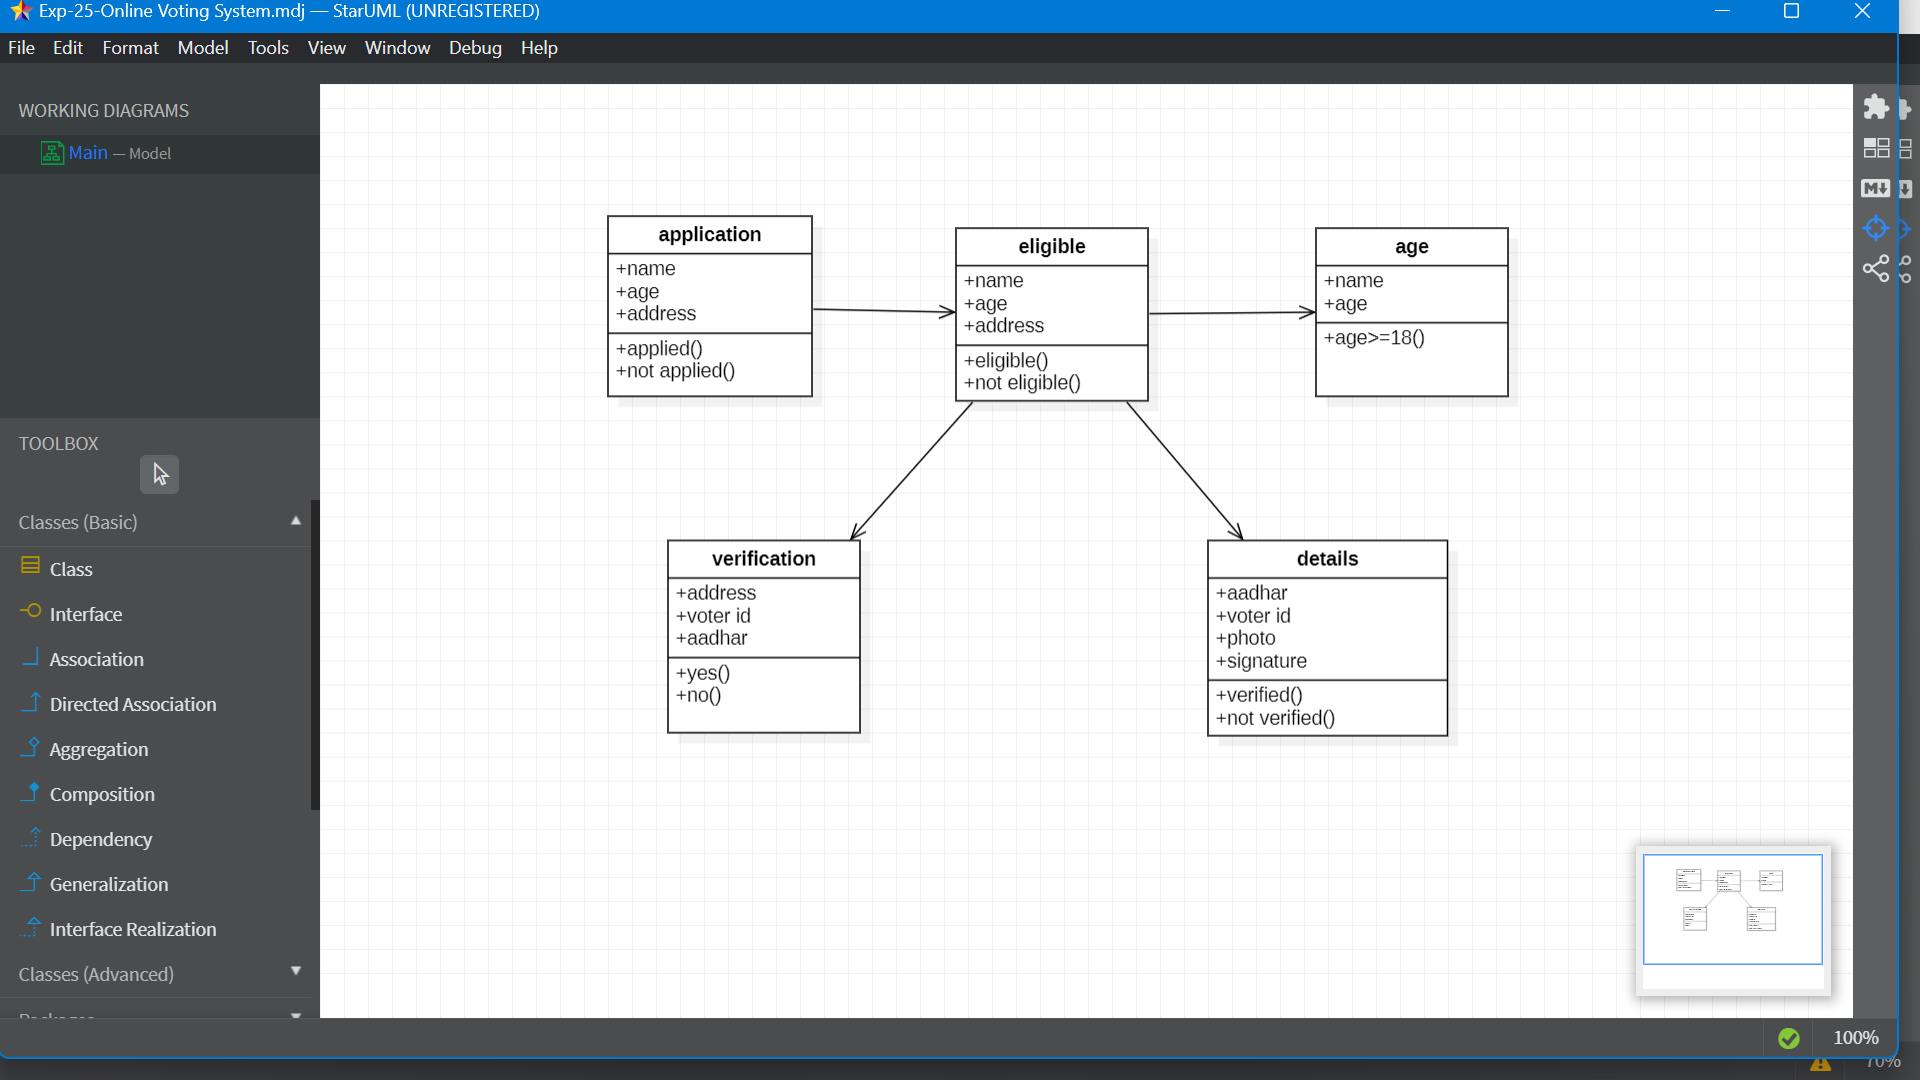 Exp-25-Online Voting System.mdj — StarUML (UNREGISTERED)
File Edit Format Model Tools View Window Debug Help
WORKING DIAGRAMS
Main — Model
TOOLBOX
Classes (Basic)
Class
Interface
Association
Directed Association
Aggregation
Composition
Dependency
Generalization
Interface Realization
Classes (Advanced)
Packages
application
+name
+age
+address
+applied()
+not applied()
eligible
+name
+age
+address
+eligible()
+not eligible()
age
+name
+age
+age>=18()
verification
+address
+voter id
+aadhar
+yes()
+no()
details
+aadhar
+voter id
+photo
+signature
+verified()
+not verified()
M
100%
70%